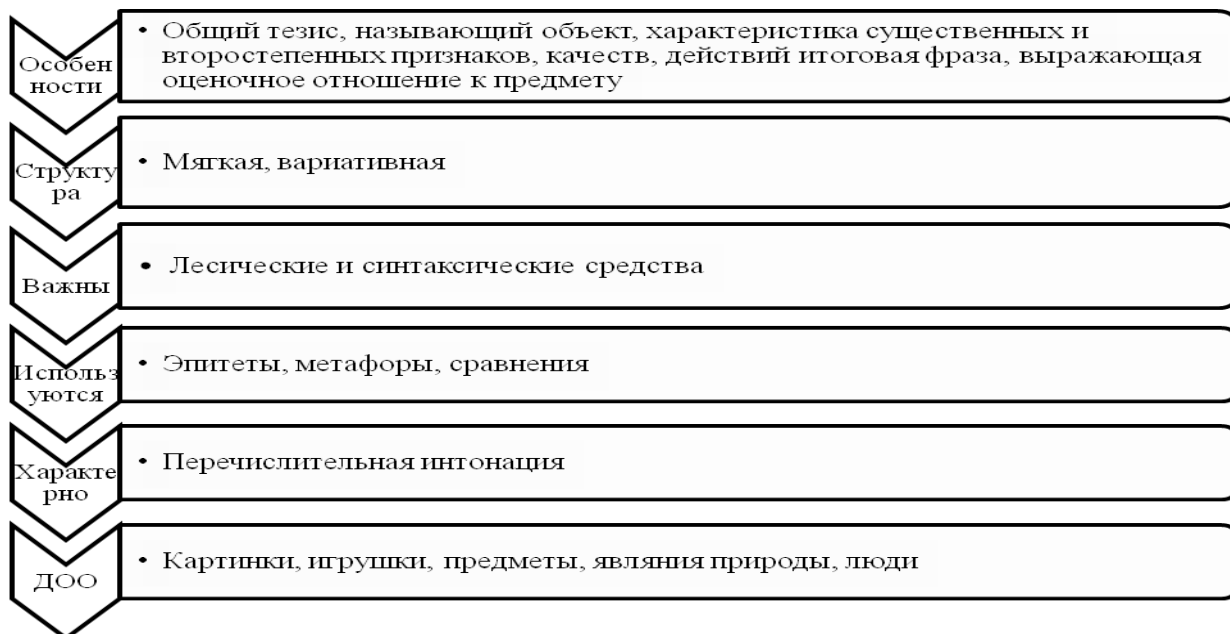 Особен
ности
• Общий тезис, называющий объект, характеристика существенных и
второстепенных признаков, качеств, действий итоговая фраза, выражающая
оценочное отношение к предмету
Структу
ра
• Мягкая, вариативная
Важны
• Лесические и синтаксические средства
Использ
уются
• Эпитеты, метафоры, сравнения
Характе
рно
• Перечислительная интонация
ДОО
• Картинки, игрушки, предметы, являния природы, люди